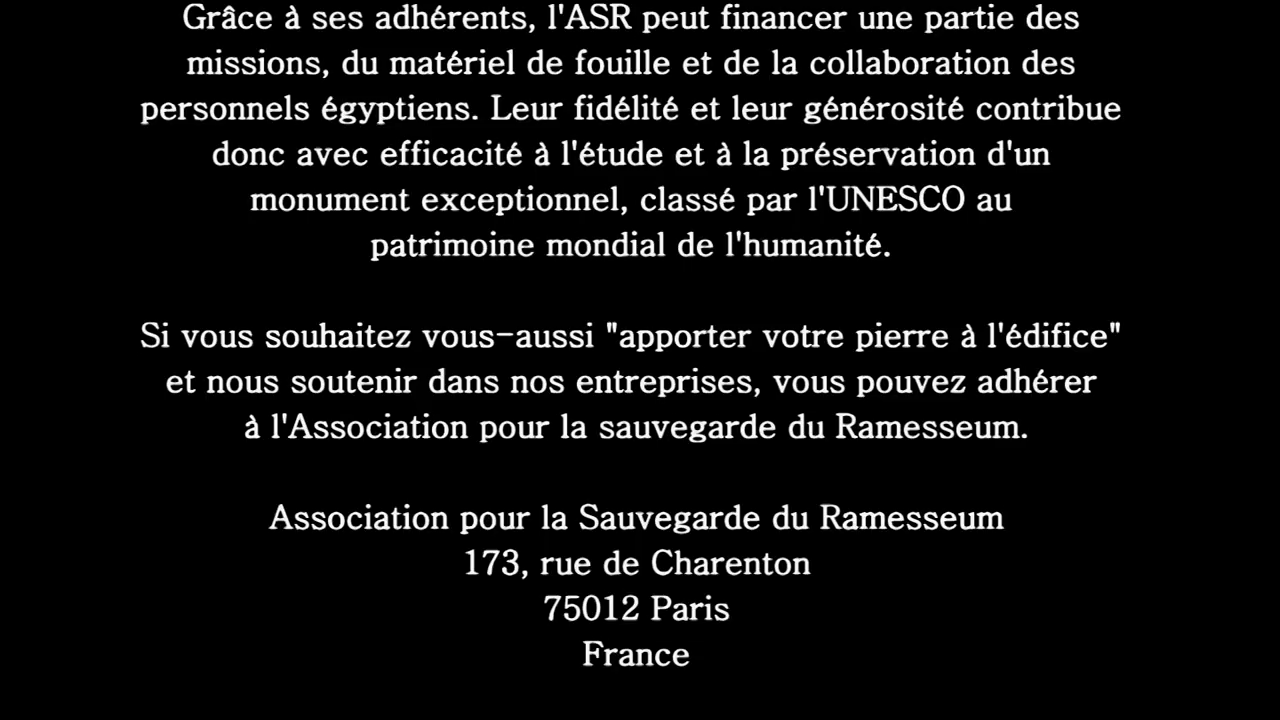 Grâce à ses adhérents, l'ASR peut financer une partie des
missions, du matériel de fouille et de la collaboration des
personnels égyptiens. Leur fidélité et leur générosité contribue
donc avec efficacité à l'étude et à la préservation d'un
monument exceptionnel, classé par l'UNESCO au
patrimoine mondial de l'humanité.
Si vous souhaitez vous-aussi "apporter votre pierre à l'édifice"
et nous soutenir dans nos entreprises, vous pouvez adhérer
à l'Association pour la sauvegarde du Ramesseum.
Association pour la Sauvegarde du Ramesseum
173, rue de Charenton
75012 Paris
France